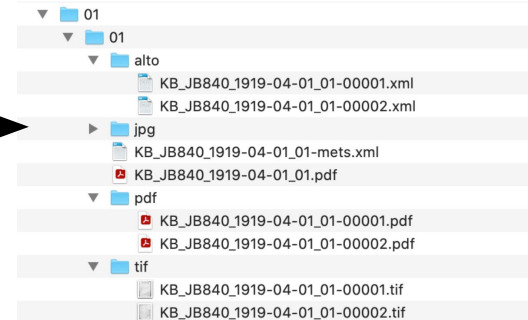 01
01
alto
KB_JB840_1919-04-01_01-00001.xml
KB_JB840_1919-04-01_01-00002.xml
jpg
KB_JB840_1919-04-01_01-mets.xml
KB_JB840_1919-04-01_01.pdf
pdf
KB_JB840_1919-04-01_01-00001.pdf
KB_JB840_1919-04-01_01-00002.pdf
tif
KB_JB840_1919-04-01_01-00001.tif
KB_JB840_1919-04-01_01-00002.tif